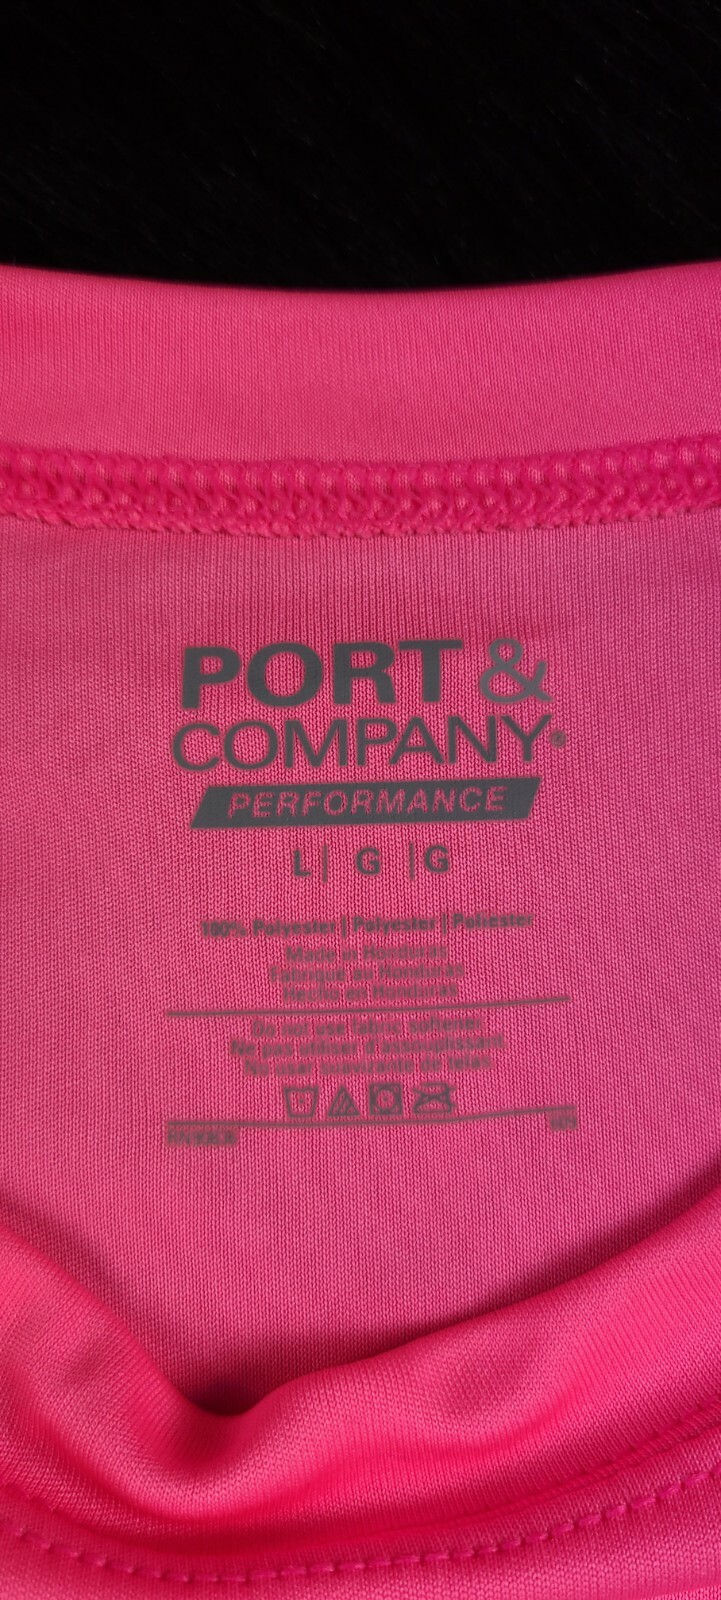 PORT &
COMPANY®
PERFORMANCE
L | G | G
100% Polyester | Polyester | Poliester
Made in Honduras
Fabriqué au Honduras
Hecho en Honduras
Do not use fabric softener
Ne pas utiliser d'assouplissant
No usar suavizante de telas